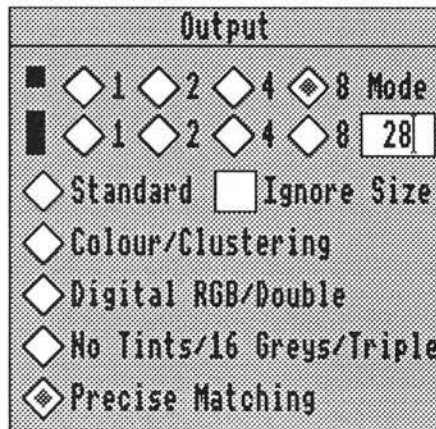 Output
1 2 4 8 Mode
1 2 4 8 28
Standard Ignore Size
Colour/Clustering
Digital RGB/Double
No Tints/16 Greys/Triple
Precise Matching